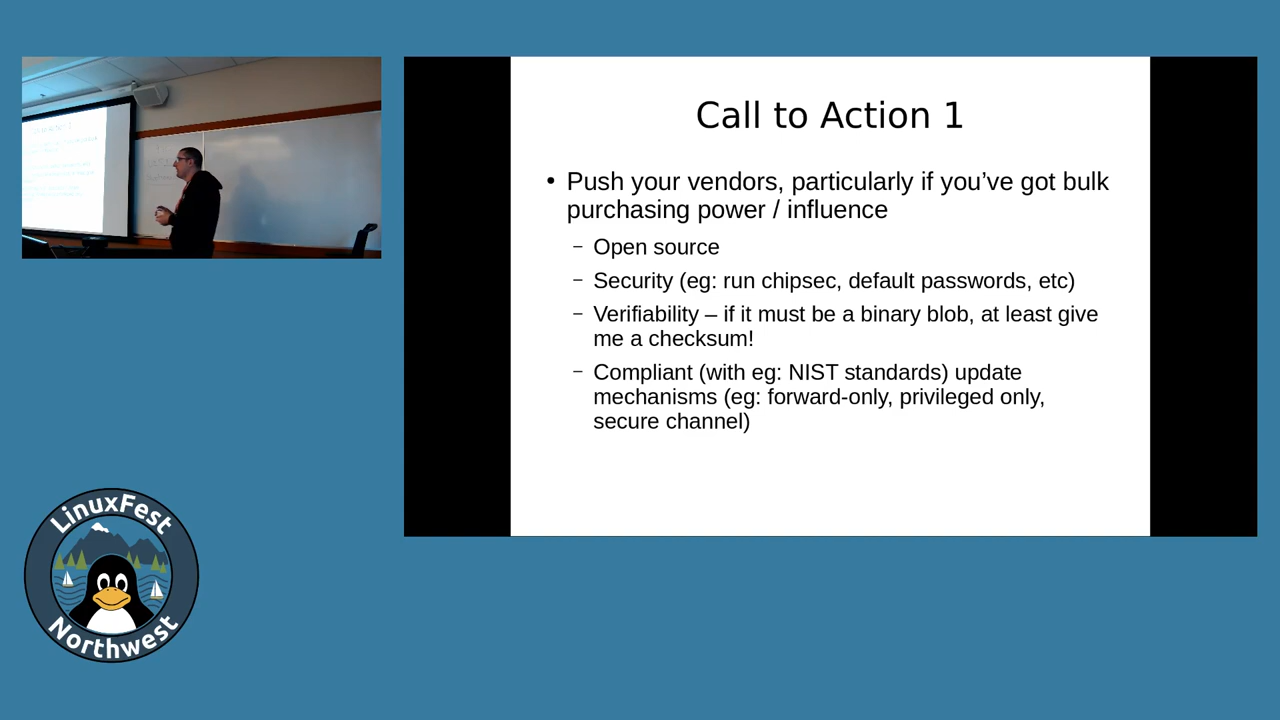 Call to Action 1
• Push your vendors, particularly if you’ve got bulk
purchasing power / influence
– Open source
– Security (eg: run chipsec, default passwords, etc)
– Verifiability – if it must be a binary blob, at least give
me a checksum!
– Compliant (with eg: NIST standards) update
mechanisms (eg: forward-only, privileged only,
secure channel)
LinuxFest
Northwest